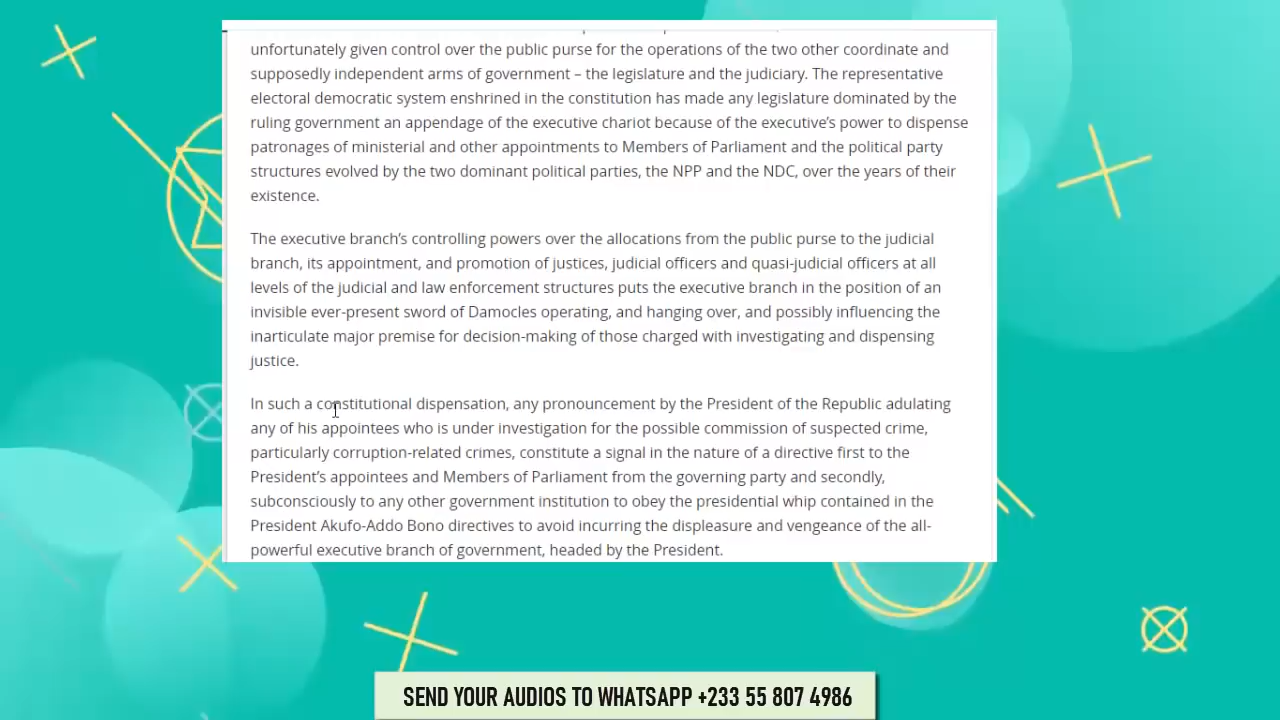 unfortunately given control over the public purse for the operations of the two other coordinate and
supposedly independent arms of government – the legislature and the judiciary. The representative
electoral democratic system enshrined in the constitution has made any legislature dominated by the
ruling government an appendage of the executive chariot because of the executive's power to dispense
patronages of ministerial and other appointments to Members of Parliament and the political party
structures evolved by the two dominant political parties, the NPP and the NDC, over the years of their
existence.
The executive branch's controlling powers over the allocations from the public purse to the judicial
branch, its appointment, and promotion of justices, judicial officers and quasi-judicial officers at all
levels of the judicial and law enforcement structures puts the executive branch in the position of an
invisible ever-present sword of Damocles operating, and hanging over, and possibly influencing the
inarticulate major premise for decision-making of those charged with investigating and dispensing
justice.
In such a constitutional dispensation, any pronouncement by the President of the Republic adulating
any of his appointees who is under investigation for the possible commission of suspected crime,
particularly corruption-related crimes, constitute a signal in the nature of a directive first to the
President's appointees and Members of Parliament from the governing party and secondly,
subconsciously to any other government institution to obey the presidential whip contained in the
President Akufo-Addo Bono directives to avoid incurring the displeasure and vengeance of the all-
powerful executive branch of government, headed by the President.
SEND YOUR AUDIOS TO WHATSAPP +233 55 807 4986